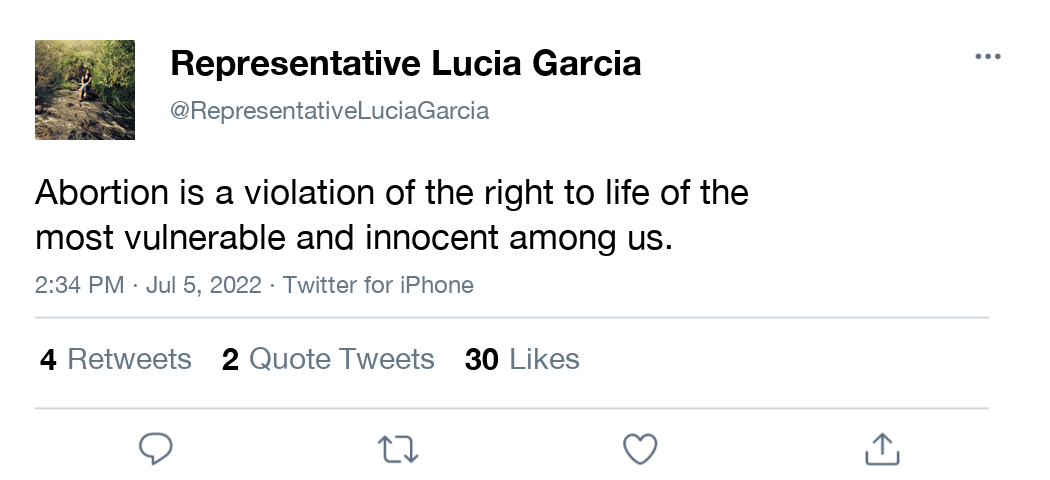 Representative Lucia Garcia
@RepresentativeLuciaGarcia
Abortion is a violation of the right to life of the
most vulnerable and innocent among us.
2:34 PM · Jul 5, 2022 · Twitter for iPhone
4 Retweets 2 Quote Tweets 30 Likes